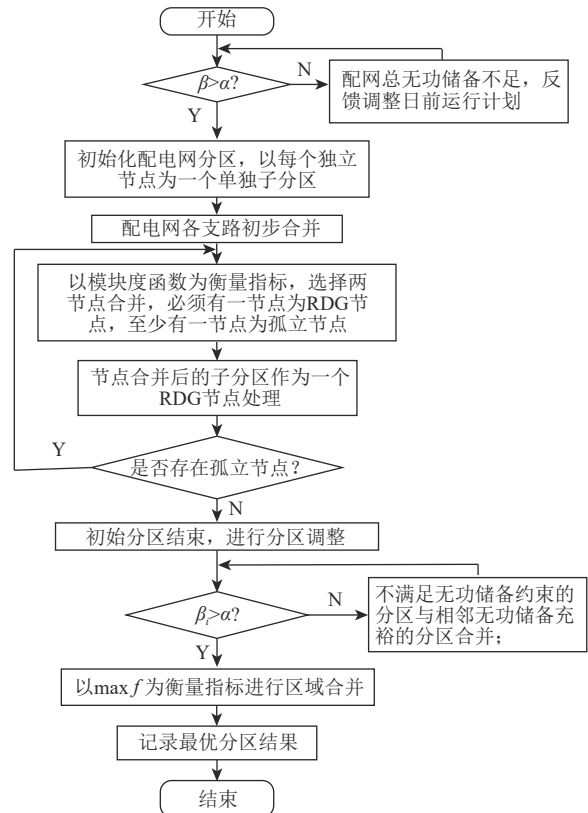 开始
β>α?
N
配网总无功储备不足，反
馈调整日前运行计划
Y
初始化配电网分区，以每个独立
节点为一个单独子分区
配电网各支路初步合并
以模块度函数为衡量指标，选择两
节点合并，必须有一节点为RDG节
点，至少有一节点为孤立节点
节点合并后的子分区作为一个
RDG节点处理
Y
是否存在孤立节点？
N
初始分区结束，进行分区调整
βi>α?
N
不满足无功储备约束的
分区与相邻无功储备充
裕的分区合并；
Y
以max f 为衡量指标进行区域合并
记录最优分区结果
结束